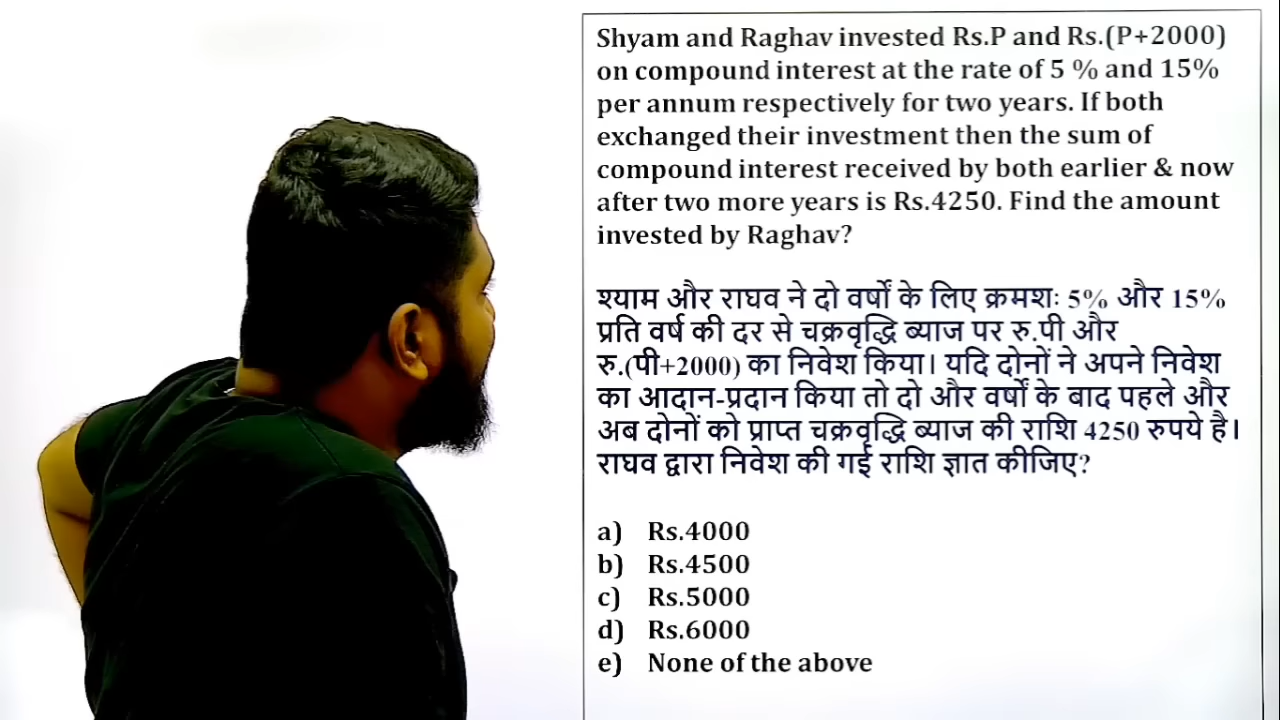 Shyam and Raghav invested Rs.P and Rs.(P+2000)
on compound interest at the rate of 5 % and 15%
per annum respectively for two years. If both
exchanged their investment then the sum of
compound interest received by both earlier & now
after two more years is Rs.4250. Find the amount
invested by Raghav?
श्याम और राघव ने दो वर्षों के लिए क्रमशः 5% और 15%
प्रति वर्ष की दर से चक्रवृद्धि ब्याज पर रु.पी और
रु.(पी+2000) का निवेश किया। यदि दोनों ने अपने निवेश
का आदान-प्रदान किया तो दो और वर्षों के बाद पहले और
अब दोनों को प्राप्त चक्रवृद्धि ब्याज की राशि 4250 रुपये है।
राघव द्वारा निवेश की गई राशि ज्ञात कीजिए?
a) Rs.4000
b) Rs.4500
c) Rs.5000
d) Rs.6000
e) None of the above